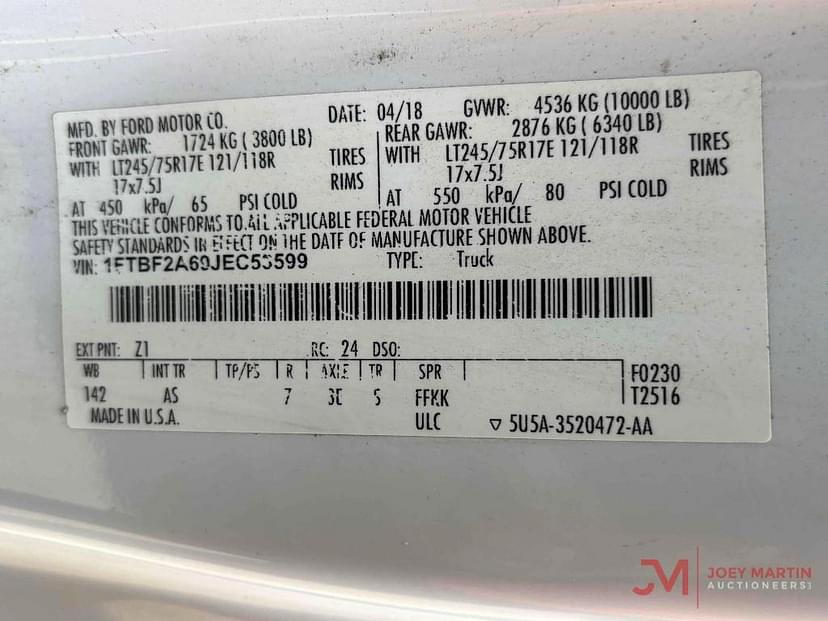 MFD. BY FORD MOTOR CO.
DATE: 04/18 GVWR: 4536 KG (10000 LB)
FRONT GAWR: 1724 KG ( 3800 LB)
WITH LT245/75R17E 121/118R TIRES
17x7.5J RIMS
AT 450 kPa/ 65 PSI COLD
REAR GAWR: 2876 KG ( 6340 LB)
WITH LT245/75R17E 121/118R TIRES
17x7.5J RIMS
AT 550 kPa/ 80 PSI COLD
THIS VEHICLE CONFORMS TO ALL APPLICABLE FEDERAL MOTOR VEHICLE
SAFETY STANDARDS IN EFFECT ON THE DATE OF MANUFACTURE SHOWN ABOVE.
VIN: 1FTBF2A69JEC53599 TYPE: Truck
EXT PNT: Z1 RC: 24 DSO:
WB INT TR TP/PS R AXLE TR SPR F0230
142 AS 7 3E FFKK T2516
MADE IN U.S.A. ULC ▽ 5U5A-3520472-AA
JM JOEY MARTIN
AUCTIONEERS